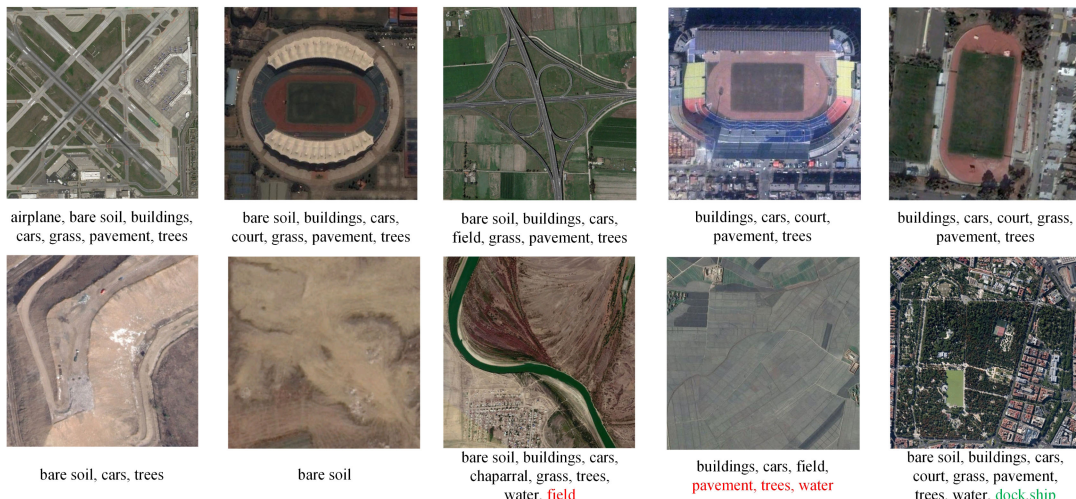 airplane, bare soil, buildings,
cars, grass, pavement, trees
bare soil, buildings, cars,
court, grass, pavement, trees
bare soil, buildings, cars,
field, grass, pavement, trees
buildings, cars, court,
pavement, trees
buildings, cars, court, grass,
pavement, trees
bare soil, cars, trees
bare soil
bare soil, buildings, cars,
chaparral, grass, trees,
water, field
buildings, cars, field,
pavement, trees, water
bare soil, buildings, cars,
court, grass, pavement,
trees, water, dock,ship